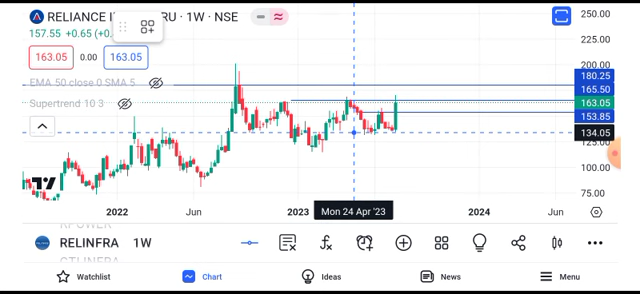 RELIANCE I RU · 1W · NSE
157.55 +0.65 (+0.
163.05 0.00 163.05
EMA 50 close 0 SMA 5
Supertrend 10 3
250.00
225.00
200.00
180.25
165.50
163.05
153.85
134.05
125.00
100.00
75.00
2022 Jun 2023 Mon 24 Apr '23 2024 Jun
RELINFRA 1W
Watchlist Chart Ideas News Menu